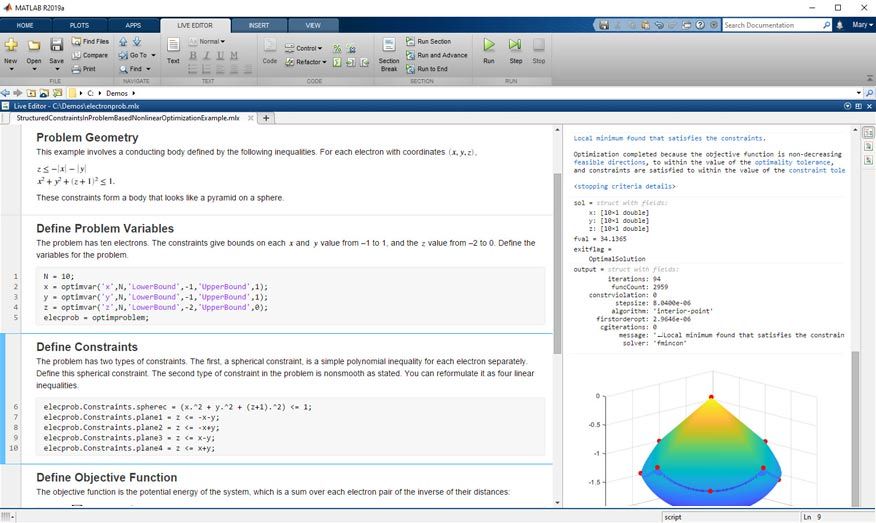 MATLAB R2019a
HOME PLOTS APPS LIVE EDITOR INSERT VIEW
Search Documentation
Mary
New Open Save
Find Files
Compare
Print
Go To
Find
Text
Normal
B I U M
Code
Control
Refactor
Section Break
Run Section
Run and Advance
Run to End
Run Step Stop
FILE NAVIGATE TEXT CODE SECTION RUN
C: Demos
Live Editor - C:\Demos\electronprob.mlx
StructuredConstraintsInProblemBasedNonlinearOptimizationExample.mlx
Problem Geometry
This example involves a conducting body defined by the following inequalities. For each electron with coordinates (x, y, z),
z ≤ −|x| − |y|
x² + y² + (z + 1)² ≤ 1.
These constraints form a body that looks like a pyramid on a sphere.
Define Problem Variables
The problem has ten electrons. The constraints give bounds on each x and y value from –1 to 1, and the z value from –2 to 0. Define the
variables for the problem.
1 N = 10;
2 x = optimvar('x',N,'LowerBound',-1,'UpperBound',1);
3 y = optimvar('y',N,'LowerBound',-1,'UpperBound',1);
4 z = optimvar('z',N,'LowerBound',-2,'UpperBound',0);
5 elecprob = optimproblem;
Define Constraints
The problem has two types of constraints. The first, a spherical constraint, is a simple polynomial inequality for each electron separately.
Define this spherical constraint. The second type of constraint in the problem is nonsmooth as stated. You can reformulate it as four linear
inequalities.
6 elecprob.Constraints.spherec = (x.^2 + y.^2 + (z+1).^2) <= 1;
7 elecprob.Constraints.plane1 = z <= -x-y;
8 elecprob.Constraints.plane2 = z <= -x+y;
9 elecprob.Constraints.plane3 = z <= x-y;
10 elecprob.Constraints.plane4 = z <= x+y;
Define Objective Function
The objective function is the potential energy of the system, which is a sum over each electron pair of the inverse of their distances:
Local minimum found that satisfies the constraints.
Optimization completed because the objective function is non-decreasing
feasible directions, to within the value of the optimality tolerance,
and constraints are satisfied to within the value of the constraint tole
<stopping criteria details>
sol = struct with fields:
x: [10×1 double]
y: [10×1 double]
z: [10×1 double]
fval = 34.1365
exitflag =
OptimalSolution
output = struct with fields:
iterations: 94
funcCount: 2959
constrviolation: 0
stepsize: 8.0400e-06
algorithm: 'interior-point'
firstorderopt: 2.9646e-06
cgiterations: 0
message: '↵Local minimum found that satisfies the constrain
solver: 'fmincon'
0
-0.5
-1
-1.5
script
Ln 9